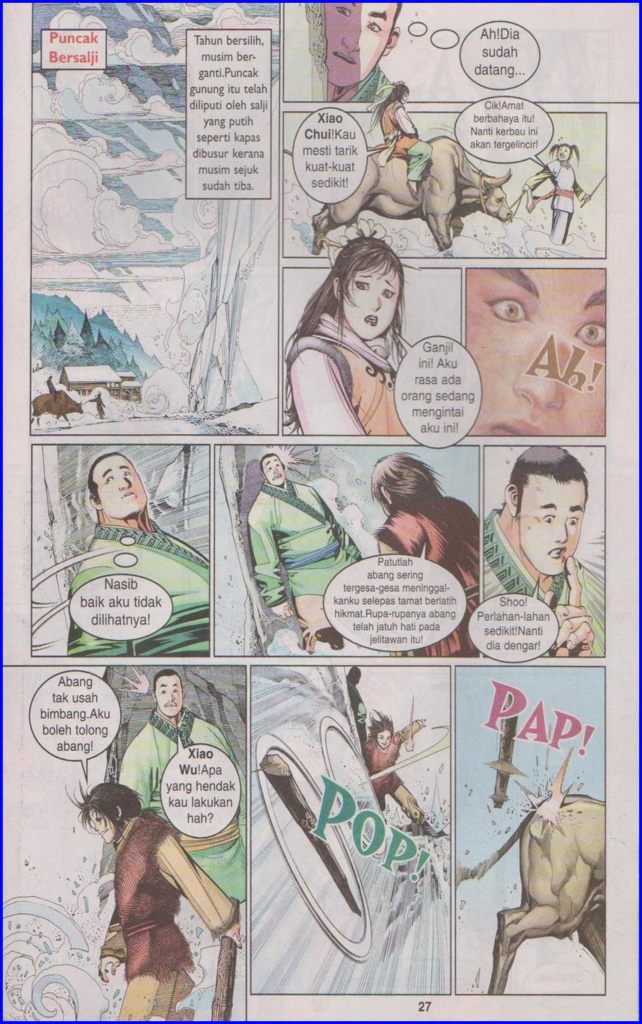 Puncak
Bersalji
Tahun bersilih,
musim ber-
ganti.Puncak
gunung itu telah
diliputi oleh salji
yang putih
seperti kapas
dibusur kerana
musim sejuk
sudah tiba.
Ah!Dia
sudah
datang...
Xiao
Chui!Kau
mesti tarik
kuat-kuat
sedikit!
Cik!Amat
berbahaya itu!
Nanti kerbau ini
akan tergelincir!
Ganjil
ini! Aku
rasa ada
orang sedang
mengintai
aku ini!
Ah!
Nasib
baik aku tidak
dilihatnya!
Patutlah
abang sering
tergesa-gesa meninggal-
kanku selepas tamat berlatih
hikmat.Rupa-rupanya abang
telah jatuh hati pada
jelitawan itu!
Shoo!
Perlahan-lahan
sedikit!Nanti
dia dengar!
Abang
tak usah
bimbang.Aku
boleh tolong
abang!
Xiao
Wu!Apa
yang hendak
kau lakukan
hah?
POP!
PAP!
27